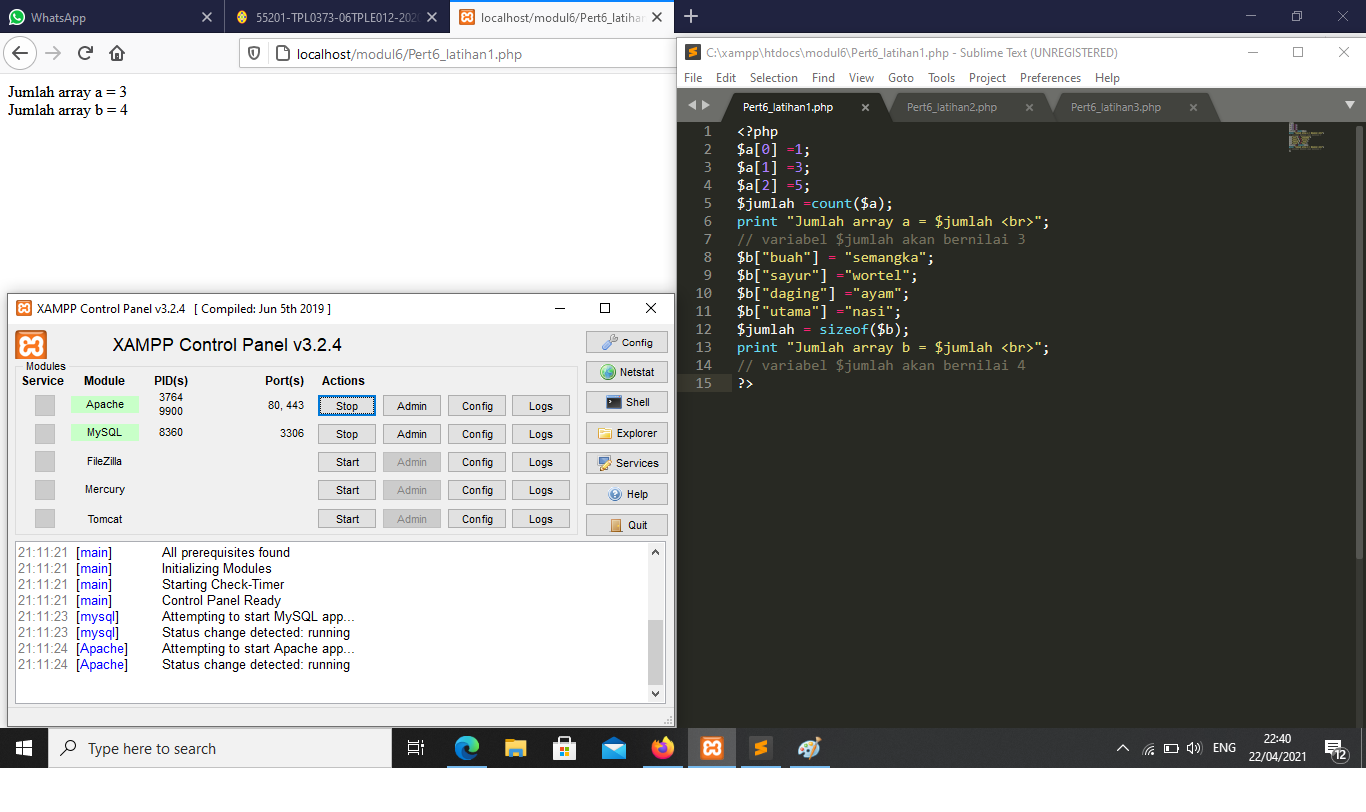 WhatsApp
55201-TPL0373-06TPLE012-202
localhost/modul6/Pert6_latihan
localhost/modul6/Pert6_latihan1.php
Jumlah array a = 3
Jumlah array b = 4
C:\xampp\htdocs\modul6\Pert6_latihan1.php - Sublime Text (UNREGISTERED)
File Edit Selection Find View Goto Tools Project Preferences Help
Pert6_latihan1.php Pert6_latihan2.php Pert6_latihan3.php
1 <?php
2 $a[0] =1;
3 $a[1] =3;
4 $a[2] =5;
5 $jumlah =count($a);
6 print "Jumlah array a = $jumlah <br>";
7 // variabel $jumlah akan bernilai 3
8 $b["buah"] = "semangka";
9 $b["sayur"] ="wortel";
10 $b["daging"] ="ayam";
11 $b["utama"] ="nasi";
12 $jumlah = sizeof($b);
13 print "Jumlah array b = $jumlah <br>";
14 // variabel $jumlah akan bernilai 4
15 ?>
XAMPP Control Panel v3.2.4 [ Compiled: Jun 5th 2019 ]
XAMPP Control Panel v3.2.4
Config
Netstat
Shell
Explorer
Services
Help
Quit
Modules
Service Module PID(s) Port(s) Actions
Apache 3764 9900 80, 443 Stop Admin Config Logs
MySQL 8360 3306 Stop Admin Config Logs
FileZilla Start Admin Config Logs
Mercury Start Admin Config Logs
Tomcat Start Admin Config Logs
21:11:21 [main] All prerequisites found
21:11:21 [main] Initializing Modules
21:11:21 [main] Starting Check-Timer
21:11:21 [main] Control Panel Ready
21:11:23 [mysql] Attempting to start MySQL app...
21:11:23 [mysql] Status change detected: running
21:11:24 [Apache] Attempting to start Apache app...
21:11:24 [Apache] Status change detected: running
Type here to search
ENG
22:40
22/04/2021
12